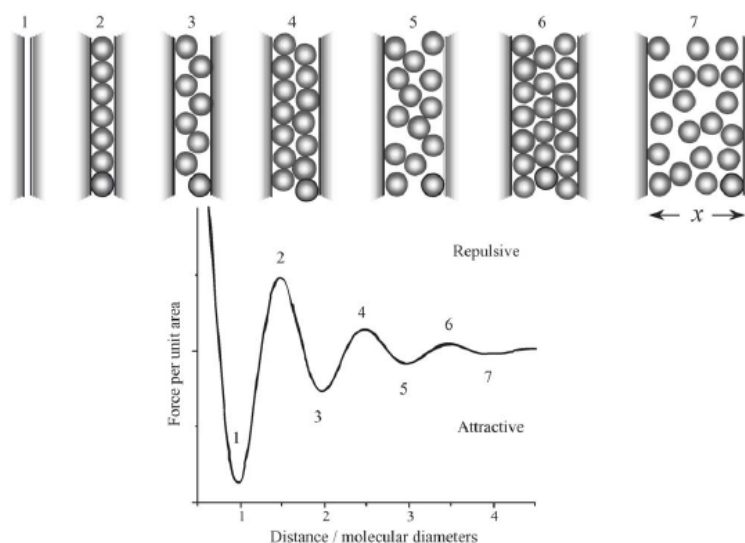 1 2 3 4 5 6 7
x
Repulsive
2
4
6
5
7
3
1
Attractive
Force per unit area
1 2 3 4
Distance / molecular diameters